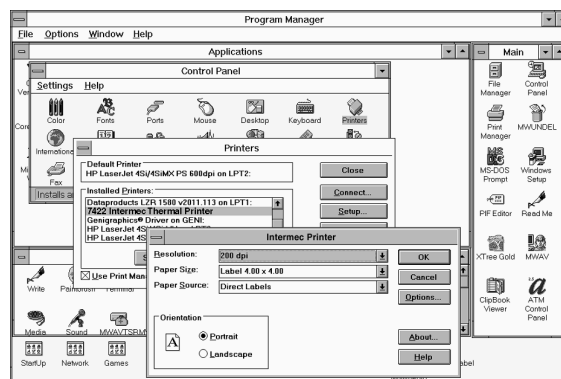 Program Manager
File Options Window Help
Applications
Main
Control Panel
Settings Help
Color Fonts Ports Mouse Desktop Keyboard Printers
Fax
Printers
Default Printer
HP LaserJet 4Si/4SiMX PS 600dpi on LPT2:
Close
Installed Printers:
Dataproducts LZR 1580 v2011.113 on LPT1:
7422 Intermec Thermal Printer
Genigraphics® Driver on GENI:
HP LaserJet
HP LaserJet 4S
Connect...
Setup...
Use Print Man
Intermec Printer
Resolution: 200 dpi
Paper Size: Label 4.00 x 4.00
Paper Source: Direct Labels
OK
Cancel
Options...
Orientation
A
Portrait
Landscape
About...
Help
File Manager
Control Panel
Print Manager
MWUNDEL
MS-DOS Prompt
Windows Setup
PIF Editor
Read Me
XTree Gold
MWAV
ClipBook Viewer
ATM Control Panel
Write Paintbrush Terminal
Media Sound
StartUp Network Games